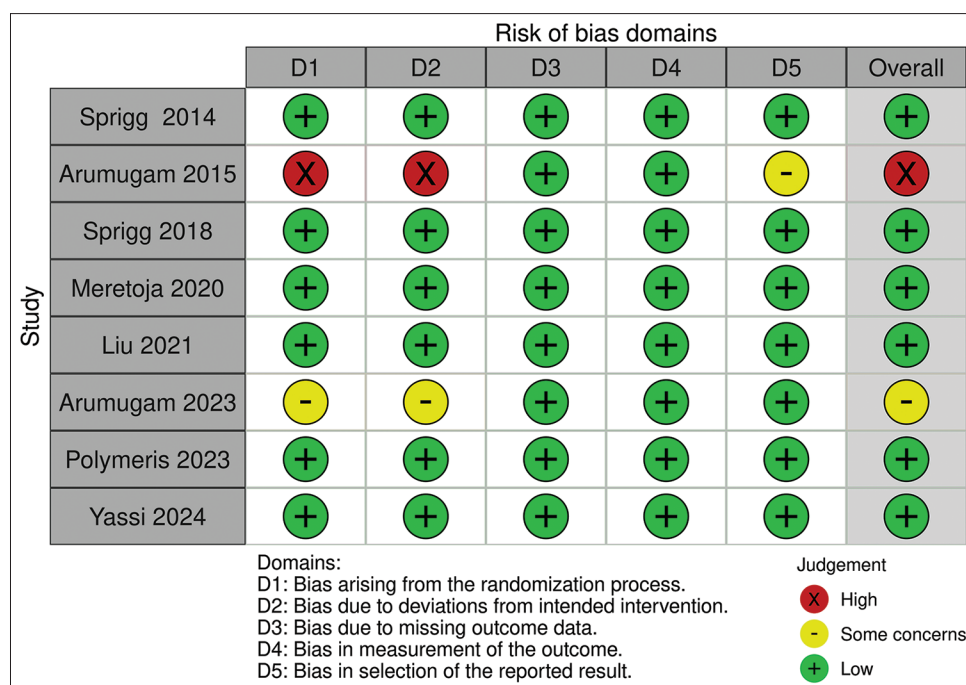 Risk of bias domains
D1 D2 D3 D4 D5 Overall
Study
Sprigg 2014 + + + + + +
Arumugam 2015 X X + + - X
Sprigg 2018 + + + + + +
Meretoja 2020 + + + + + +
Liu 2021 + + + + + +
Arumugam 2023 - - + + + -
Polymeris 2023 + + + + + +
Yassi 2024 + + + + + +
Domains:
D1: Bias arising from the randomization process.
D2: Bias due to deviations from intended intervention.
D3: Bias due to missing outcome data.
D4: Bias in measurement of the outcome.
D5: Bias in selection of the reported result.
Judgement
X High
- Some concerns
+ Low